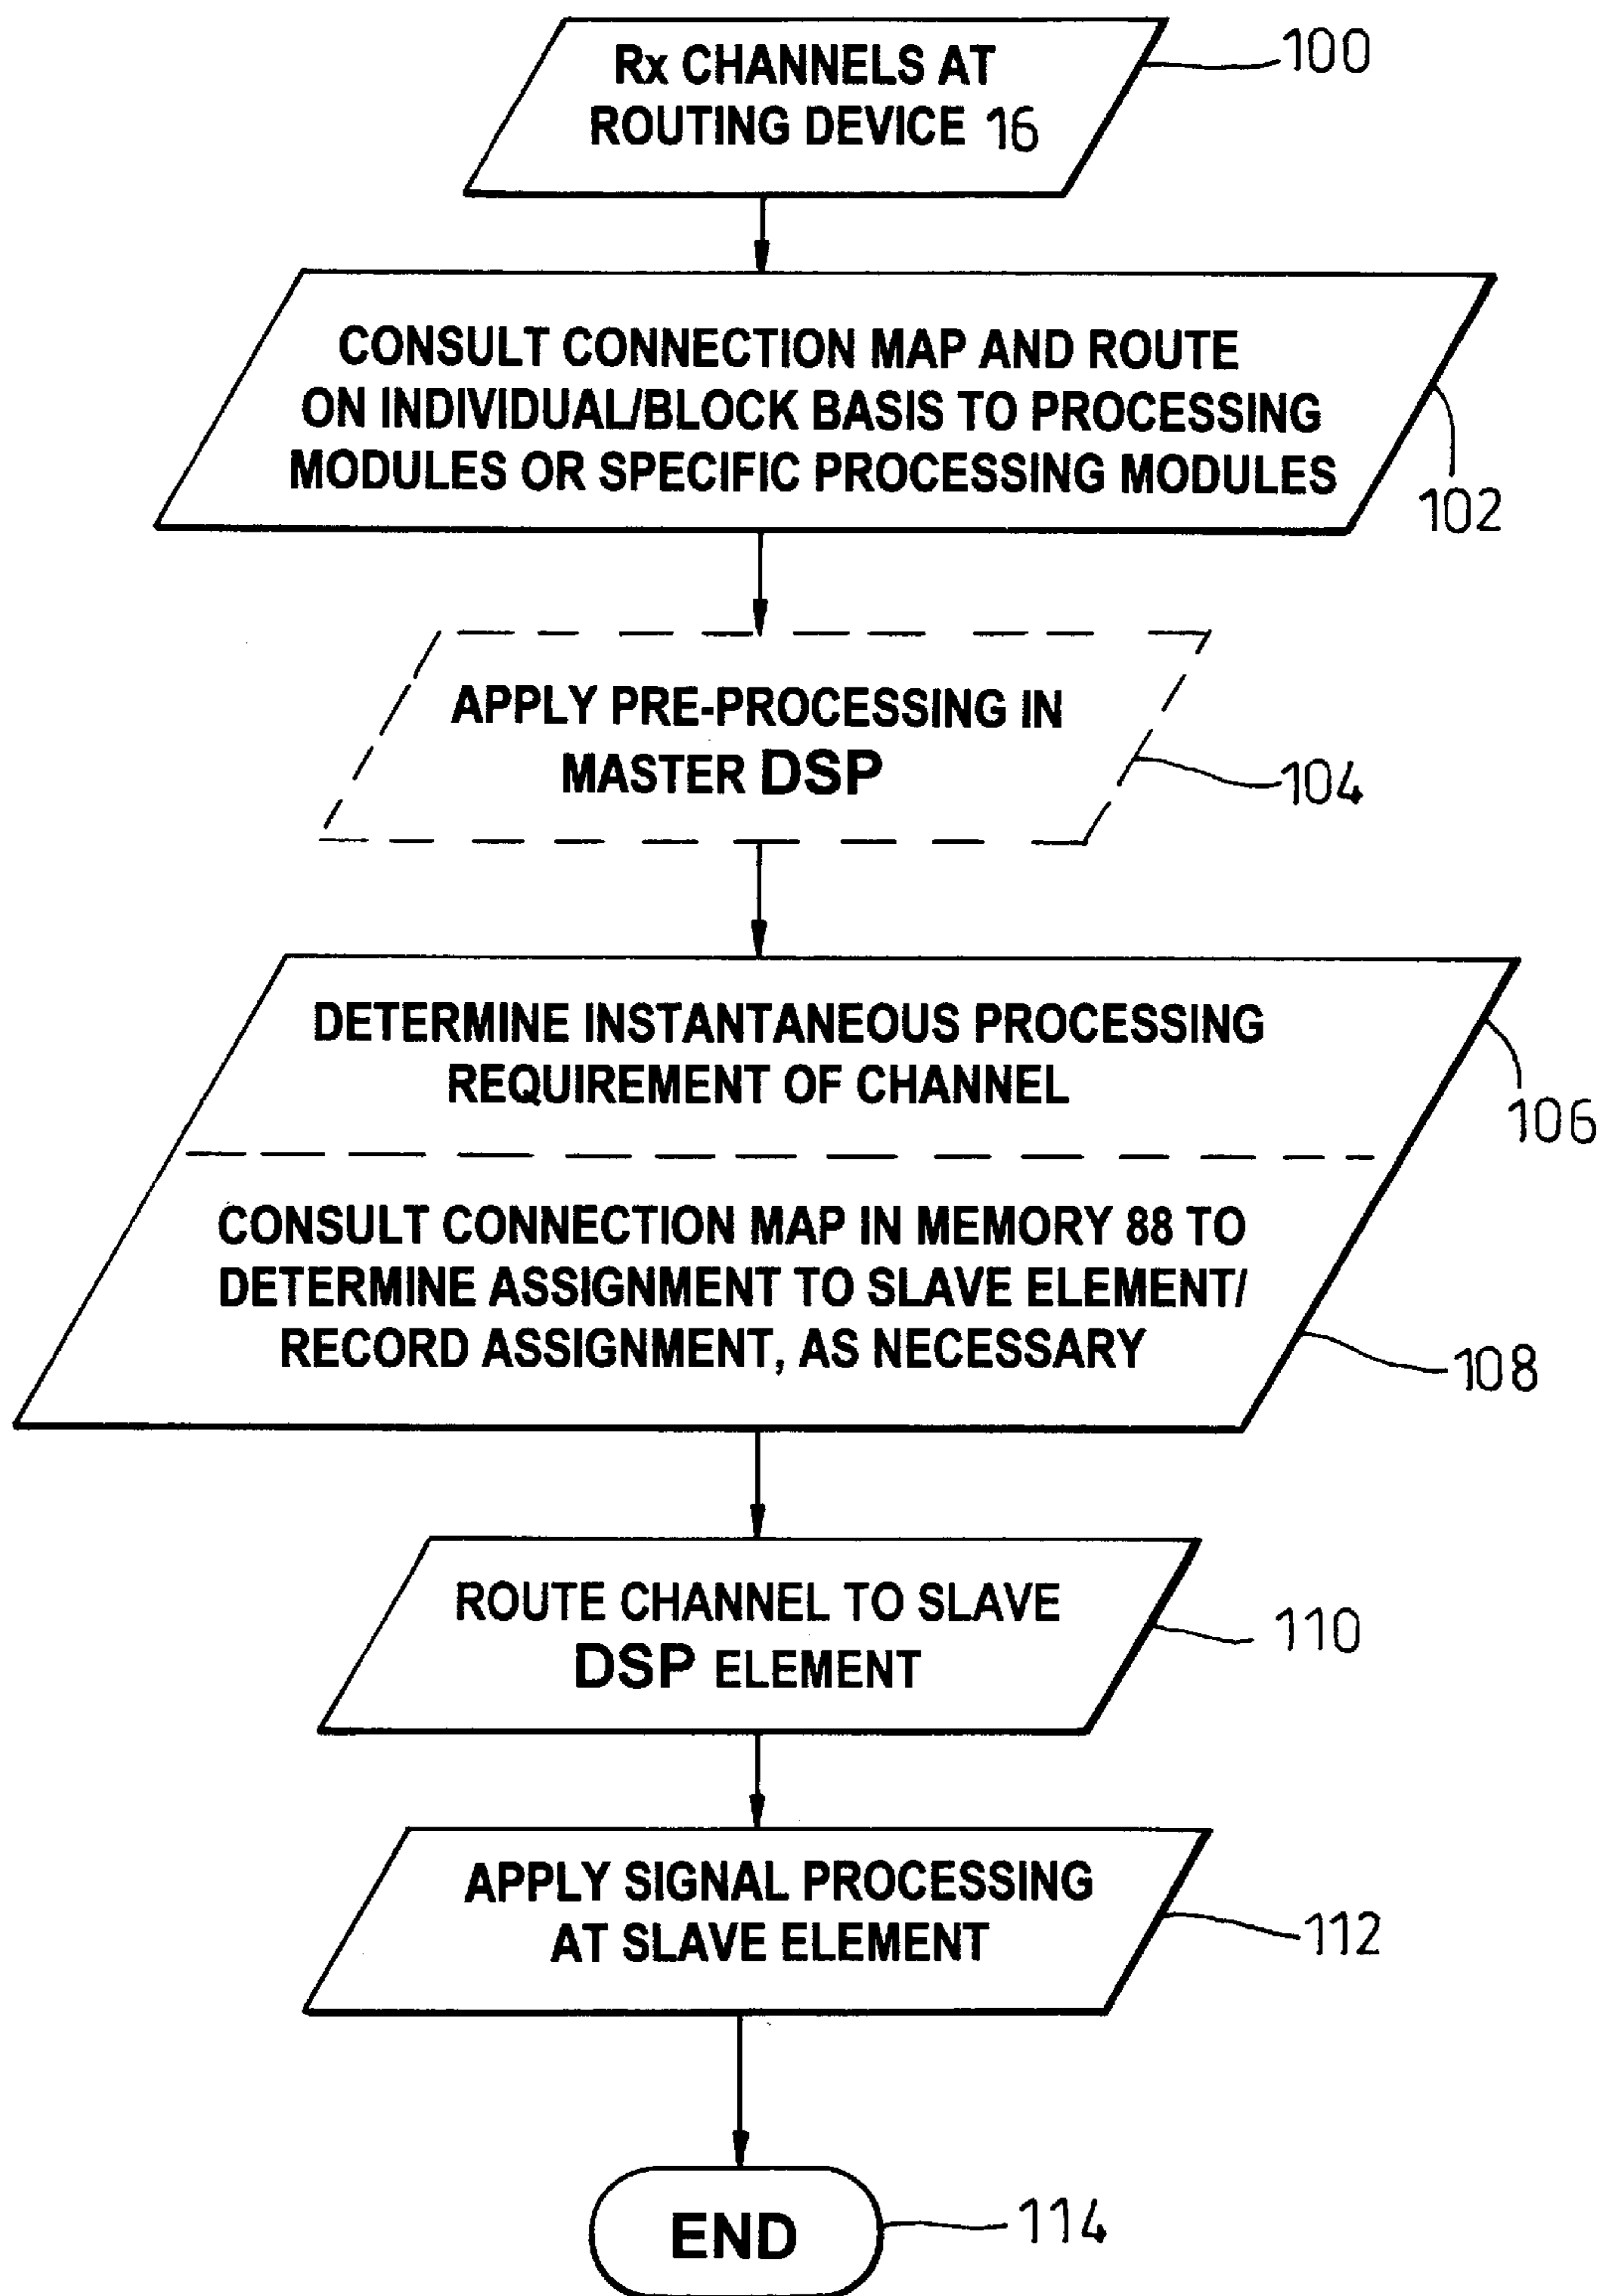 Rx CHANNELS AT
ROUTING DEVICE 16
100
CONSULT CONNECTION MAP AND ROUTE
ON INDIVIDUAL/BLOCK BASIS TO PROCESSING
MODULES OR SPECIFIC PROCESSING MODULES
102
APPLY PRE-PROCESSING IN
MASTER DSP
104
DETERMINE INSTANTANEOUS PROCESSING
REQUIREMENT OF CHANNEL
106
CONSULT CONNECTION MAP IN MEMORY 88 TO
DETERMINE ASSIGNMENT TO SLAVE ELEMENT/
RECORD ASSIGNMENT, AS NECESSARY
108
ROUTE CHANNEL TO SLAVE
DSP ELEMENT
110
APPLY SIGNAL PROCESSING
AT SLAVE ELEMENT
112
END
114